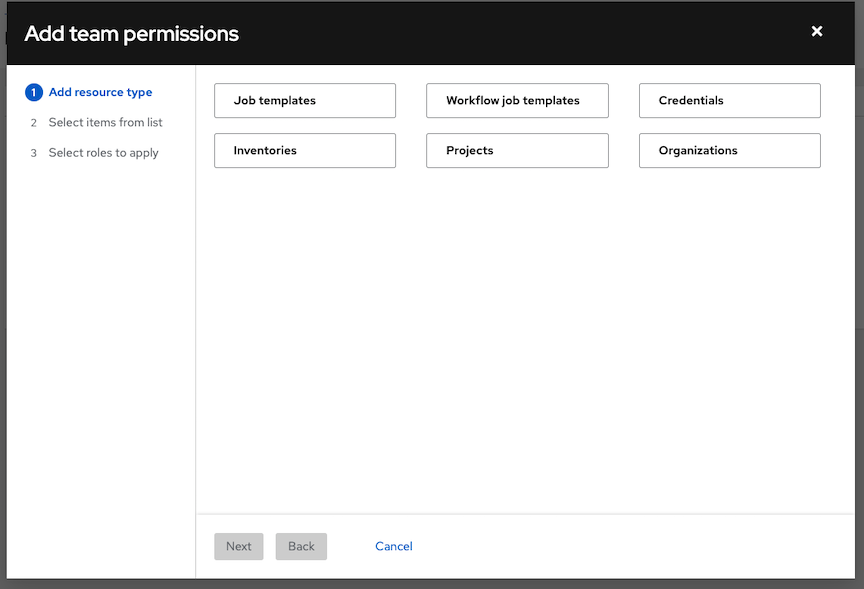 Add team permissions
1 Add resource type
2 Select items from list
3 Select roles to apply
Job templates
Workflow job templates
Credentials
Inventories
Projects
Organizations
Next
Back
Cancel